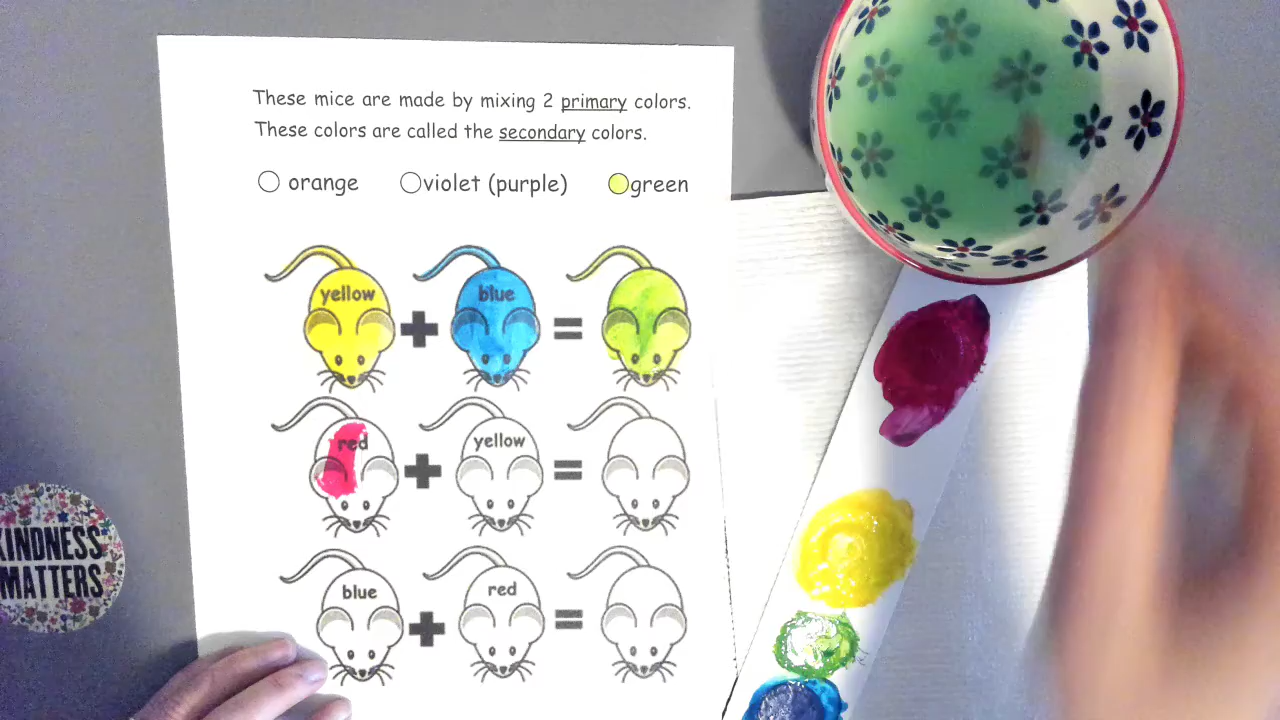 These mice are made by mixing 2 primary colors.
These colors are called the secondary colors.
orange violet (purple) green
yellow + blue =
red + yellow =
blue + red =
KINDNESS
MATTERS